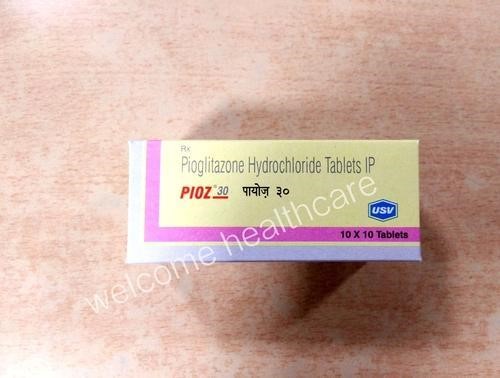 Rx
Pioglitazone Hydrochloride Tablets IP
PIOZ® 30 पायोज़ ३०
USV
10 X 10 Tablets
welcome healthcare